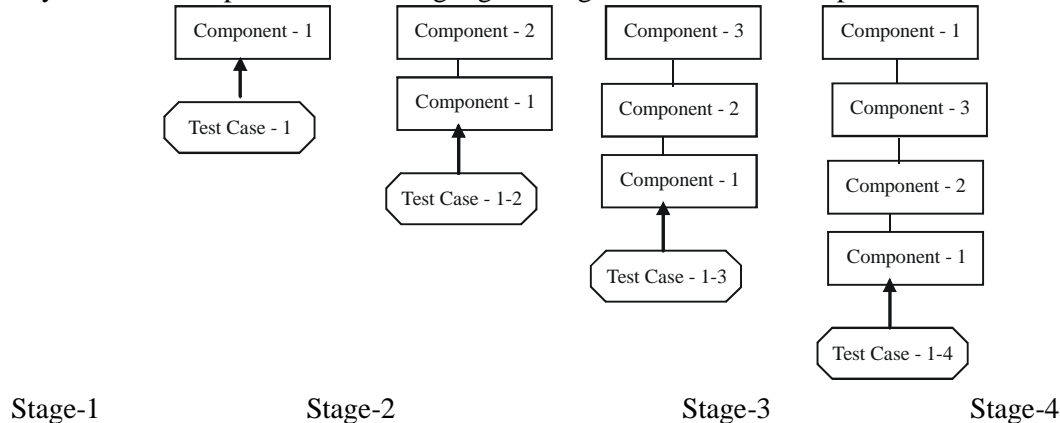 Component - 1
Test Case - 1
Component - 2
Component - 1
Test Case - 1-2
Component - 3
Component - 2
Component - 1
Test Case - 1-3
Component - 1
Component - 3
Component - 2
Component - 1
Test Case - 1-4
Stage-1 Stage-2 Stage-3 Stage-4